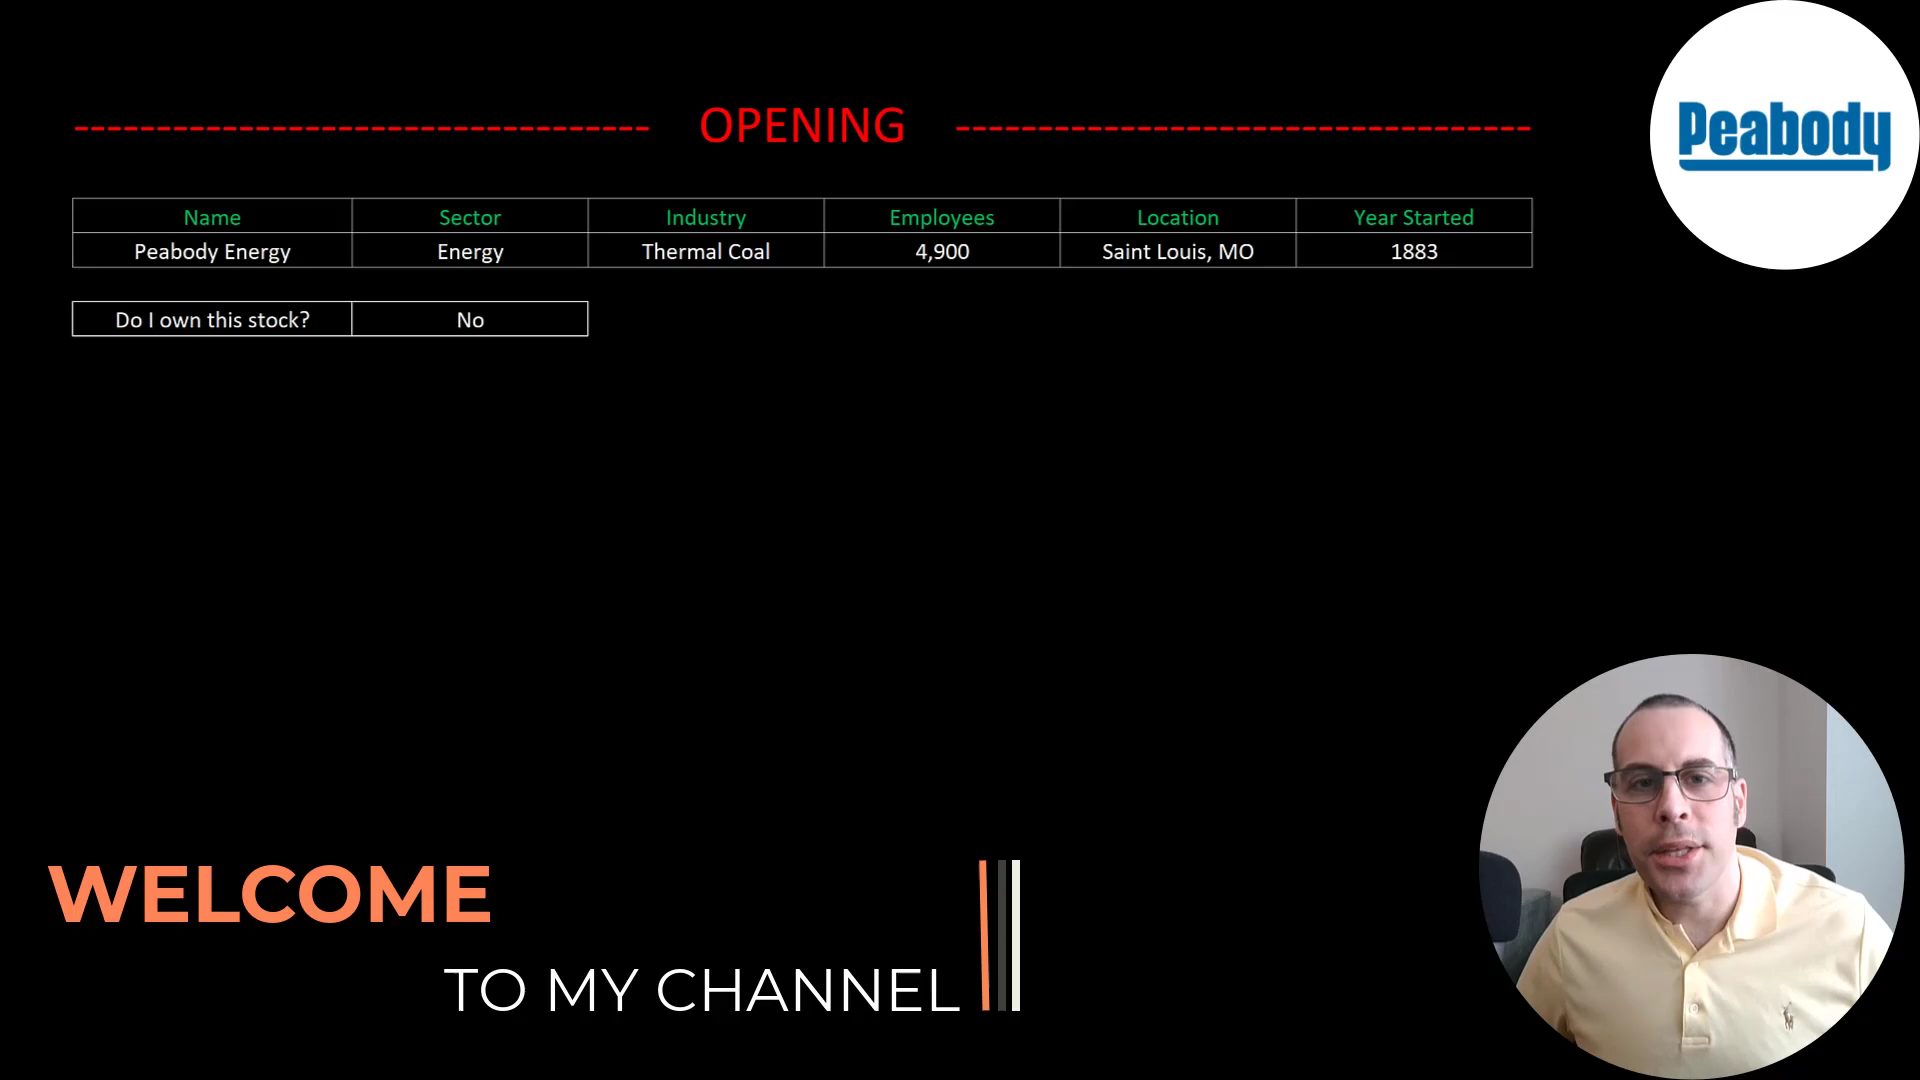 OPENING
Peabody
Name Sector Industry Employees Location Year Started
Peabody Energy Energy Thermal Coal 4,900 Saint Louis, MO 1883
Do I own this stock? No
WELCOME
TO MY CHANNEL